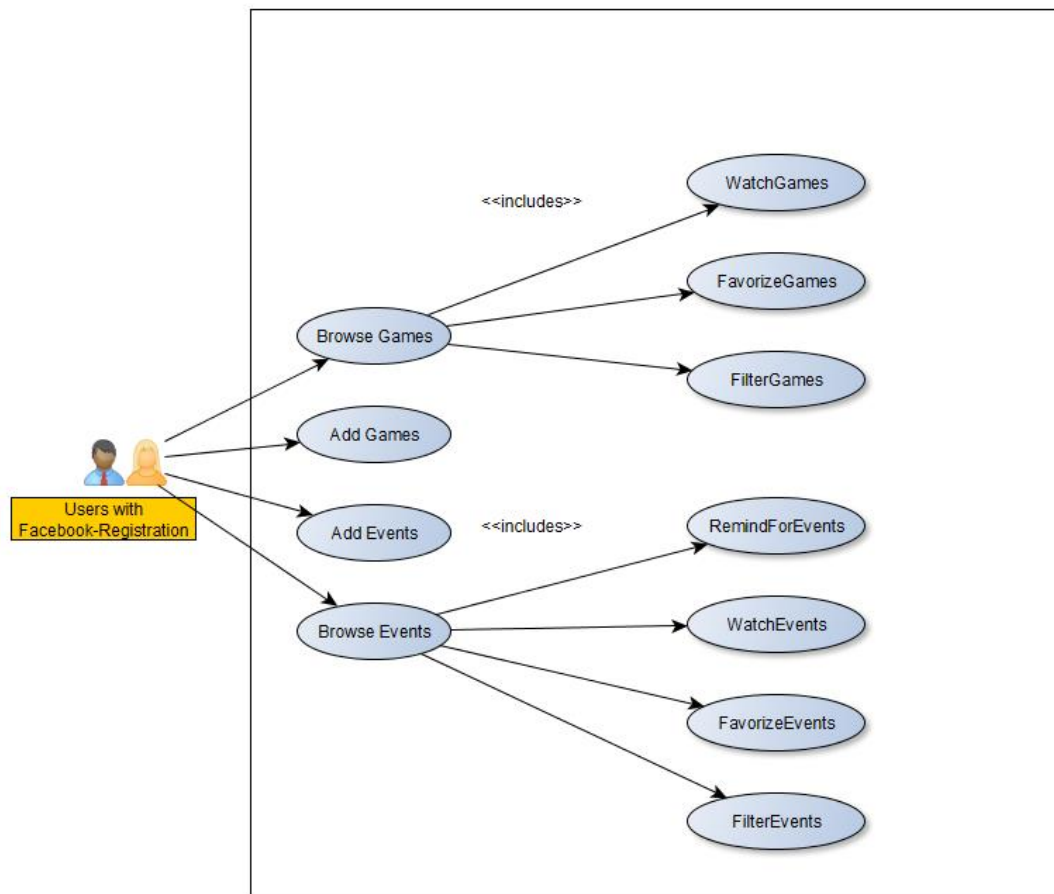 WatchGames
<<includes>>
FavorizeGames
Browse Games
FilterGames
Add Games
Users with
Facebook-Registration
Add Events
<<includes>>
RemindForEvents
Browse Events
WatchEvents
FavorizeEvents
FilterEvents